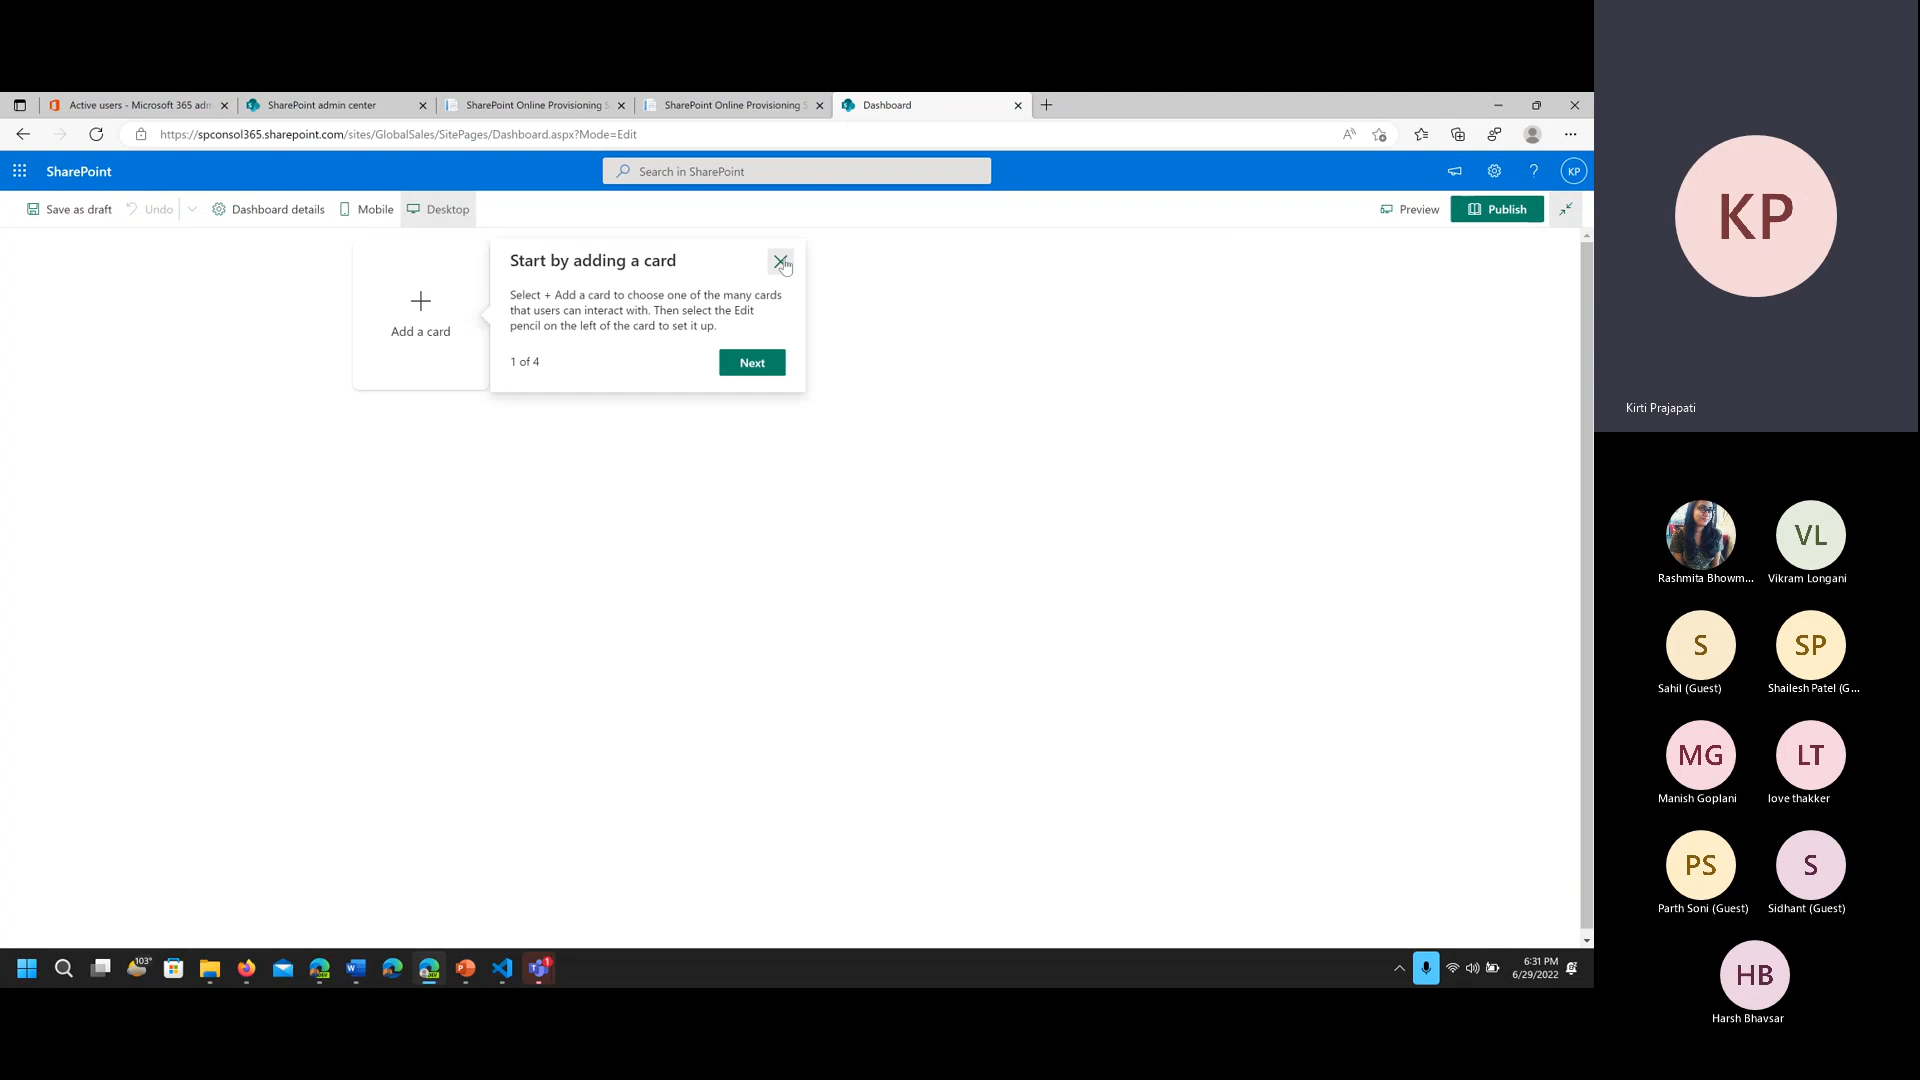 Active users - Microsoft 365 adm
SharePoint admin center
SharePoint Online Provisioning S
SharePoint Online Provisioning S
Dashboard
https://spconsol365.sharepoint.com/sites/GlobalSales/SitePages/Dashboard.aspx?Mode=Edit
SharePoint
Search in SharePoint
KP
Save as draft
Undo
Dashboard details
Mobile
Desktop
Preview
Publish
Add a card
Start by adding a card
Select + Add a card to choose one of the many cards
that users can interact with. Then select the Edit
pencil on the left of the card to set it up.
1 of 4
Next
103°
1
6:31 PM
6/29/2022
KP
Kirti Prajapati
Rashmita Bhowm...
VL
Vikram Longani
S
Sahil (Guest)
SP
Shailesh Patel (G...
MG
Manish Goplani
LT
love thakker
PS
Parth Soni (Guest)
S
Sidhant (Guest)
HB
Harsh Bhavsar